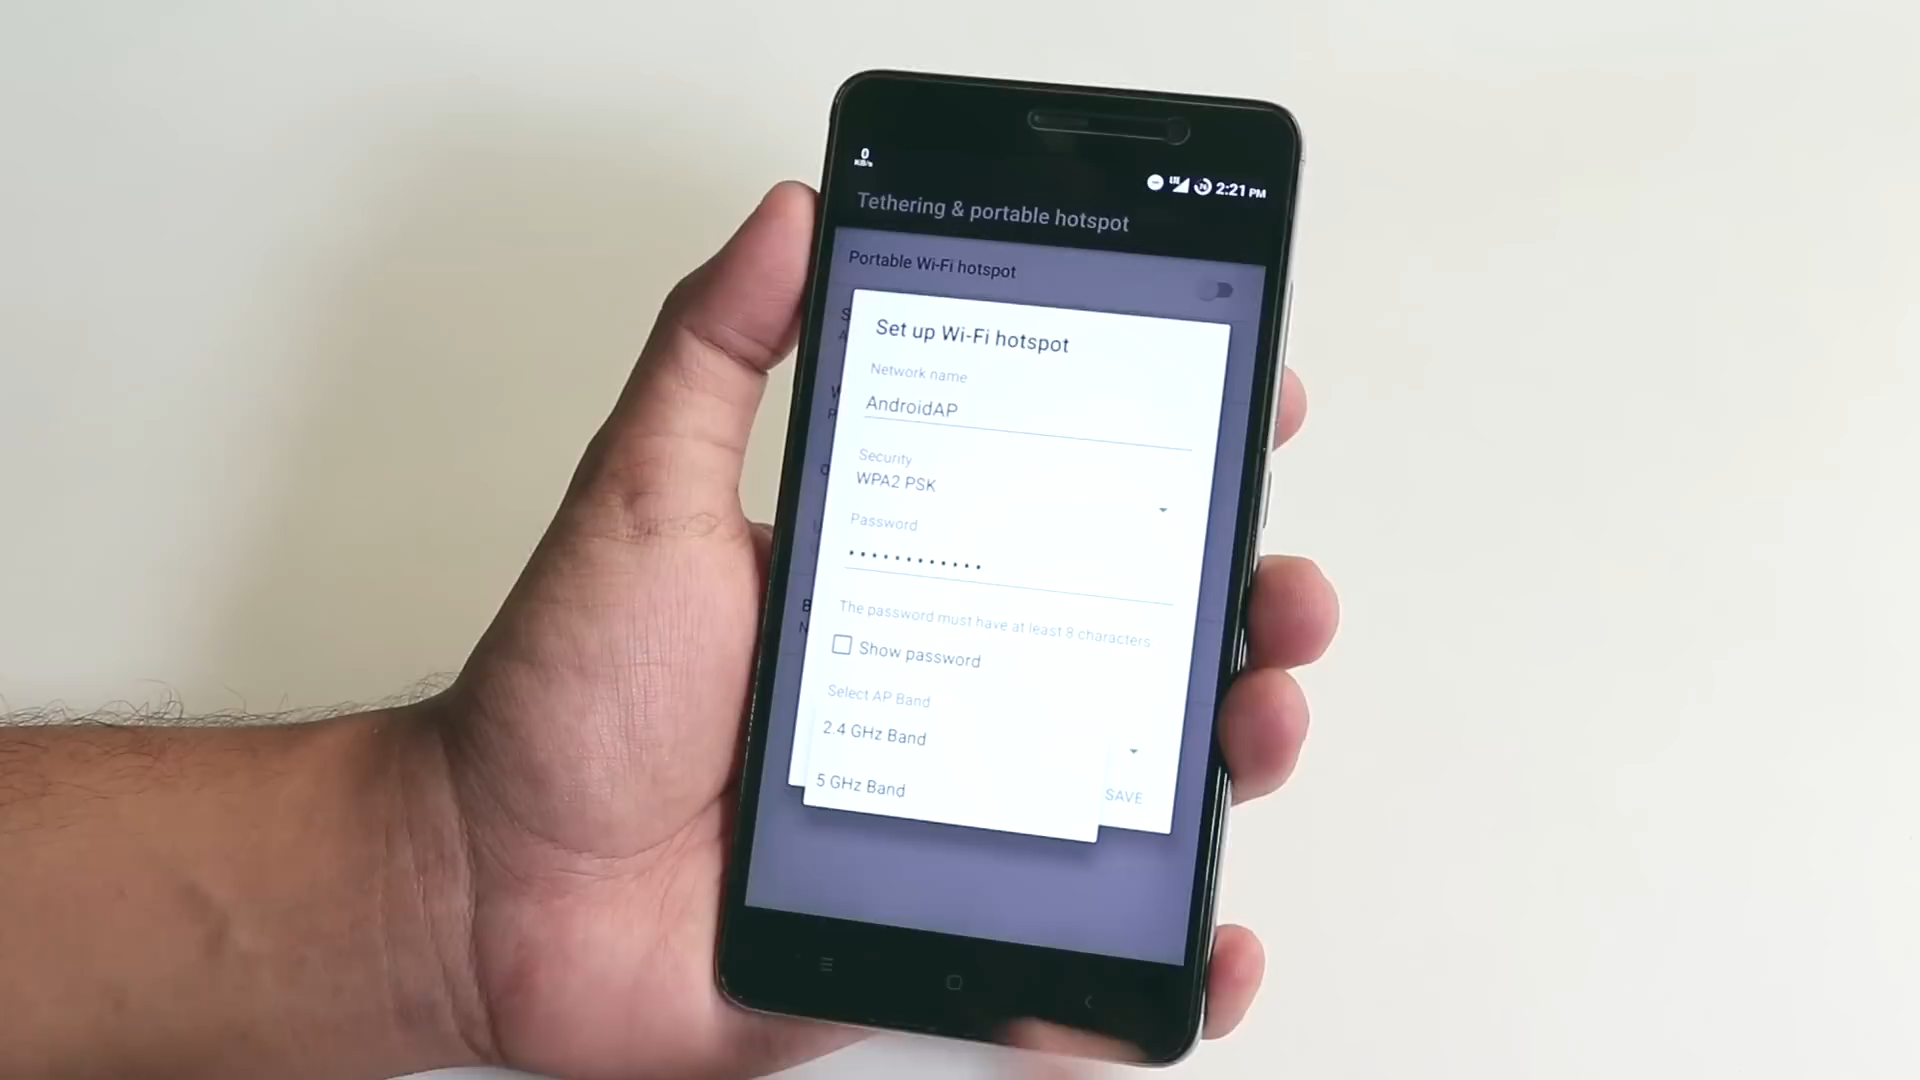 0
KB/s
LTE
2:21 PM
Tethering & portable hotspot
Portable Wi-Fi hotspot
Set up Wi-Fi hotspot
Network name
AndroidAP
Security
WPA2 PSK
Password
••••••••••••
The password must have at least 8 characters
Show password
Select AP Band
2.4 GHz Band
5 GHz Band
SAVE